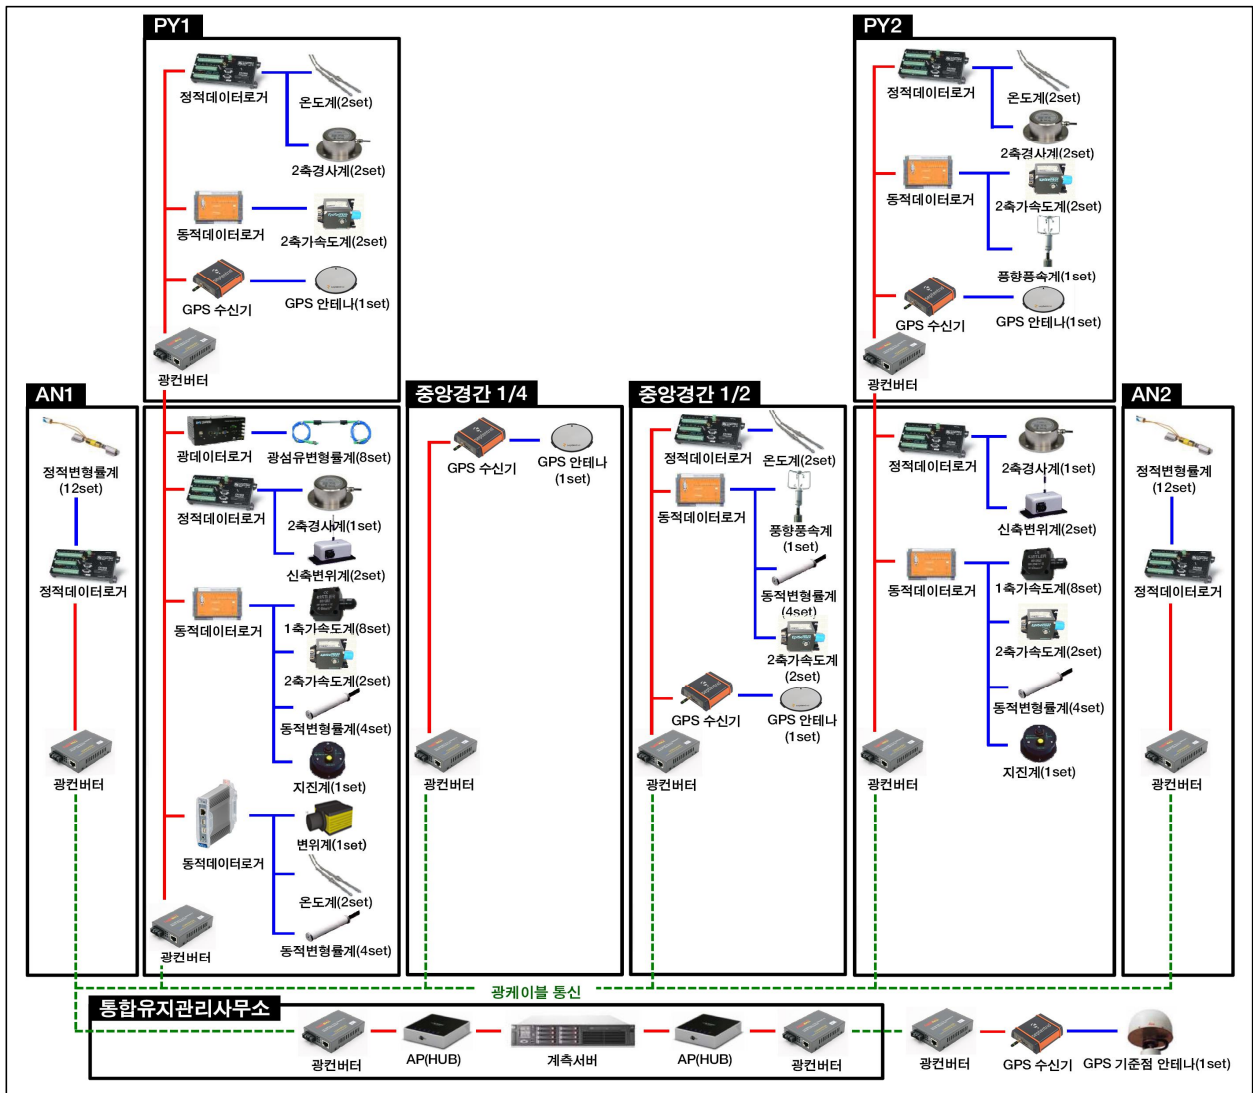 PY1
정적데이터로거
온도계(2set)
2축경사계(2set)
동적데이터로거
2축가속도계(2set)
GPS 수신기
GPS 안테나(1set)
광컨버터
PY2
정적데이터로거
온도계(2set)
2축경사계(2set)
동적데이터로거
2축가속도계(2set)
풍향풍속계(1set)
GPS 수신기
GPS 안테나(1set)
광컨버터
AN1
정적변형률계
(12set)
정적데이터로거
광컨버터
광데이터로거
광섬유변형률계(8set)
정적데이터로거
2축경사계(1set)
신축변위계(2set)
동적데이터로거
1축가속도계(8set)
2축가속도계(2set)
동적변형률계(4set)
지진계(1set)
동적데이터로거
변위계(1set)
온도계(2set)
동적변형률계(4set)
광컨버터
중앙경간 1/4
GPS 수신기
GPS 안테나
(1set)
광컨버터
중앙경간 1/2
정적데이터로거
온도계(2set)
동적데이터로거
풍향풍속계
(1set)
동적변형률계
(4set)
2축가속도계
(2set)
GPS 수신기
GPS 안테나
(1set)
광컨버터
정적데이터로거
2축경사계(1set)
신축변위계(2set)
동적데이터로거
1축가속도계(8set)
2축가속도계(2set)
동적변형률계(4set)
지진계(1set)
광컨버터
AN2
정적변형률계
(12set)
정적데이터로거
광컨버터
광케이블 통신
통합유지관리사무소
광컨버터
AP(HUB)
계측서버
AP(HUB)
광컨버터
광컨버터
GPS 수신기
GPS 기준점 안테나(1set)